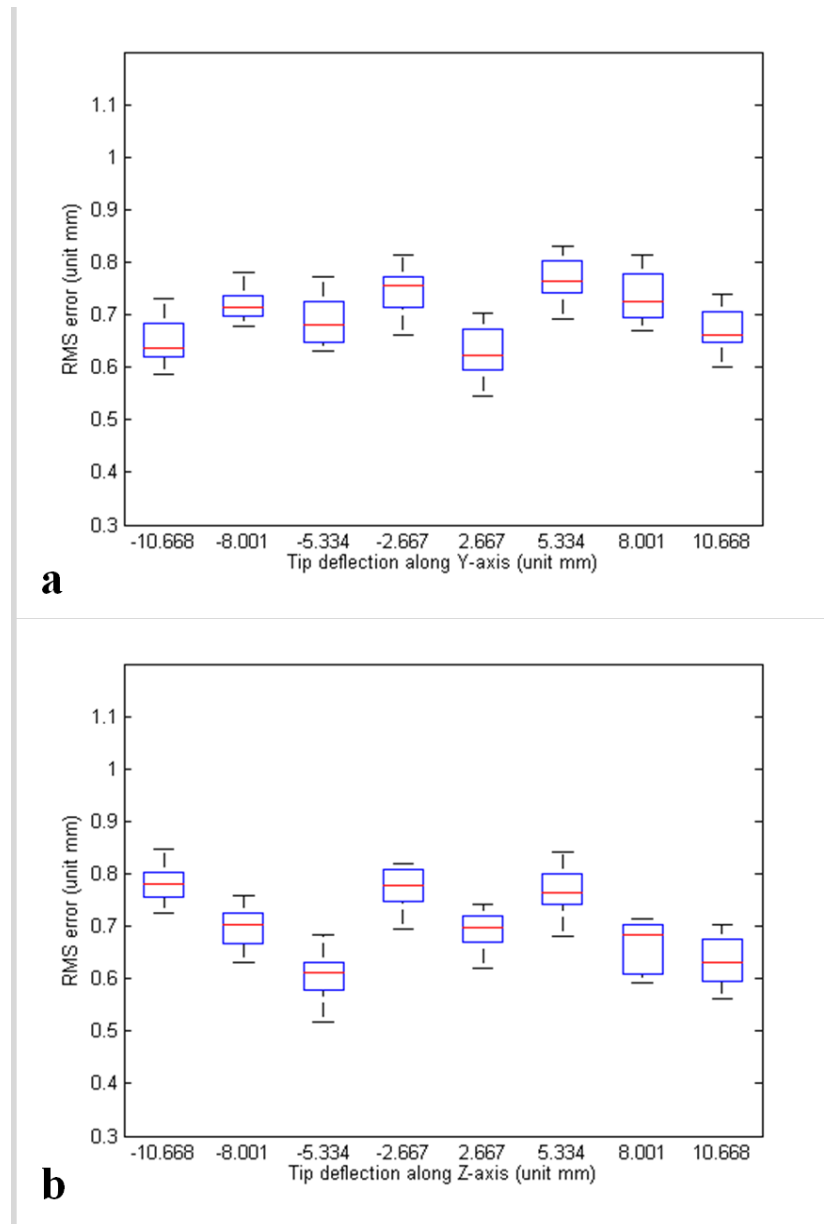 1.1
1
0.9
0.8
0.7
0.6
0.5
0.4
0.3
RMS error (unit mm)
-10.668 -8.001 -5.334 -2.667 2.667 5.334 8.001 10.668
Tip deflection along Y-axis (unit mm)
a
1.1
1
0.9
0.8
0.7
0.6
0.5
0.4
0.3
RMS error (unit mm)
-10.668 -8.001 -5.334 -2.667 2.667 5.334 8.001 10.668
Tip deflection along Z-axis (unit mm)
b